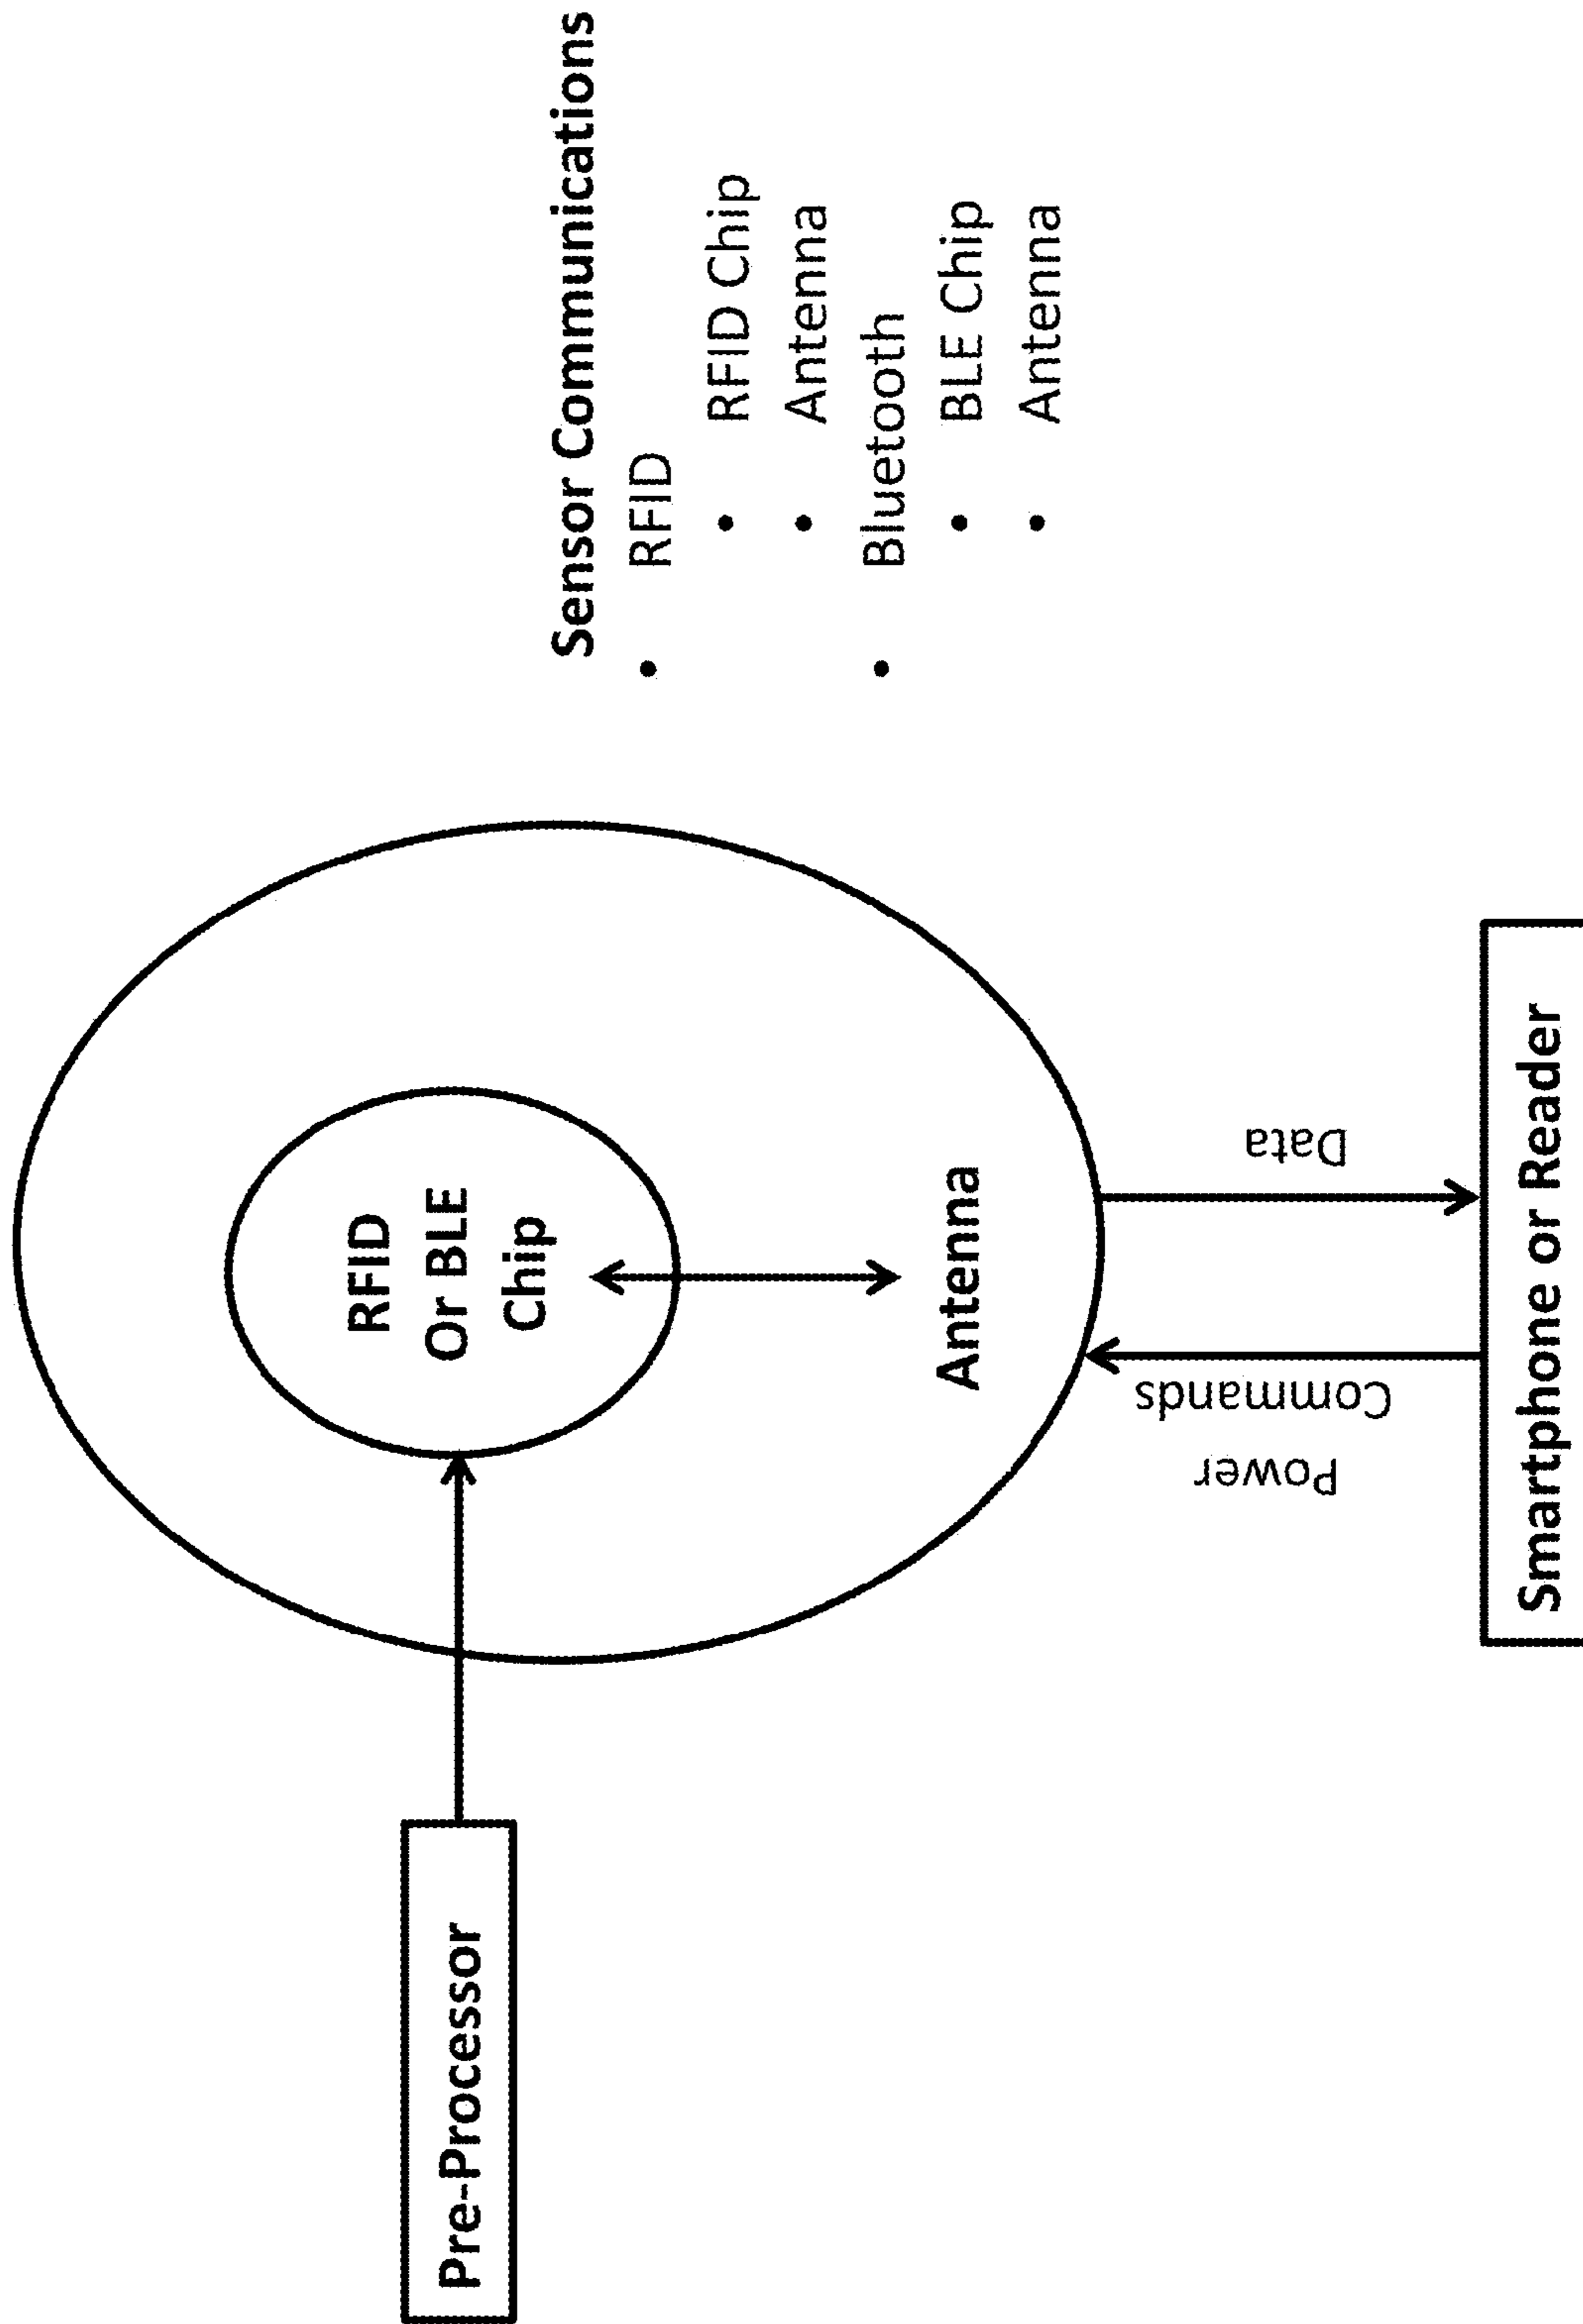 Pre-Processor
RFID
Or BLE
Chip
Antenna
Power
Commands
Data
Smartphone or Reader
Sensor Communications
• RFID
• RFID Chip
• Antenna
• Bluetooth
• BLE Chip
• Antenna